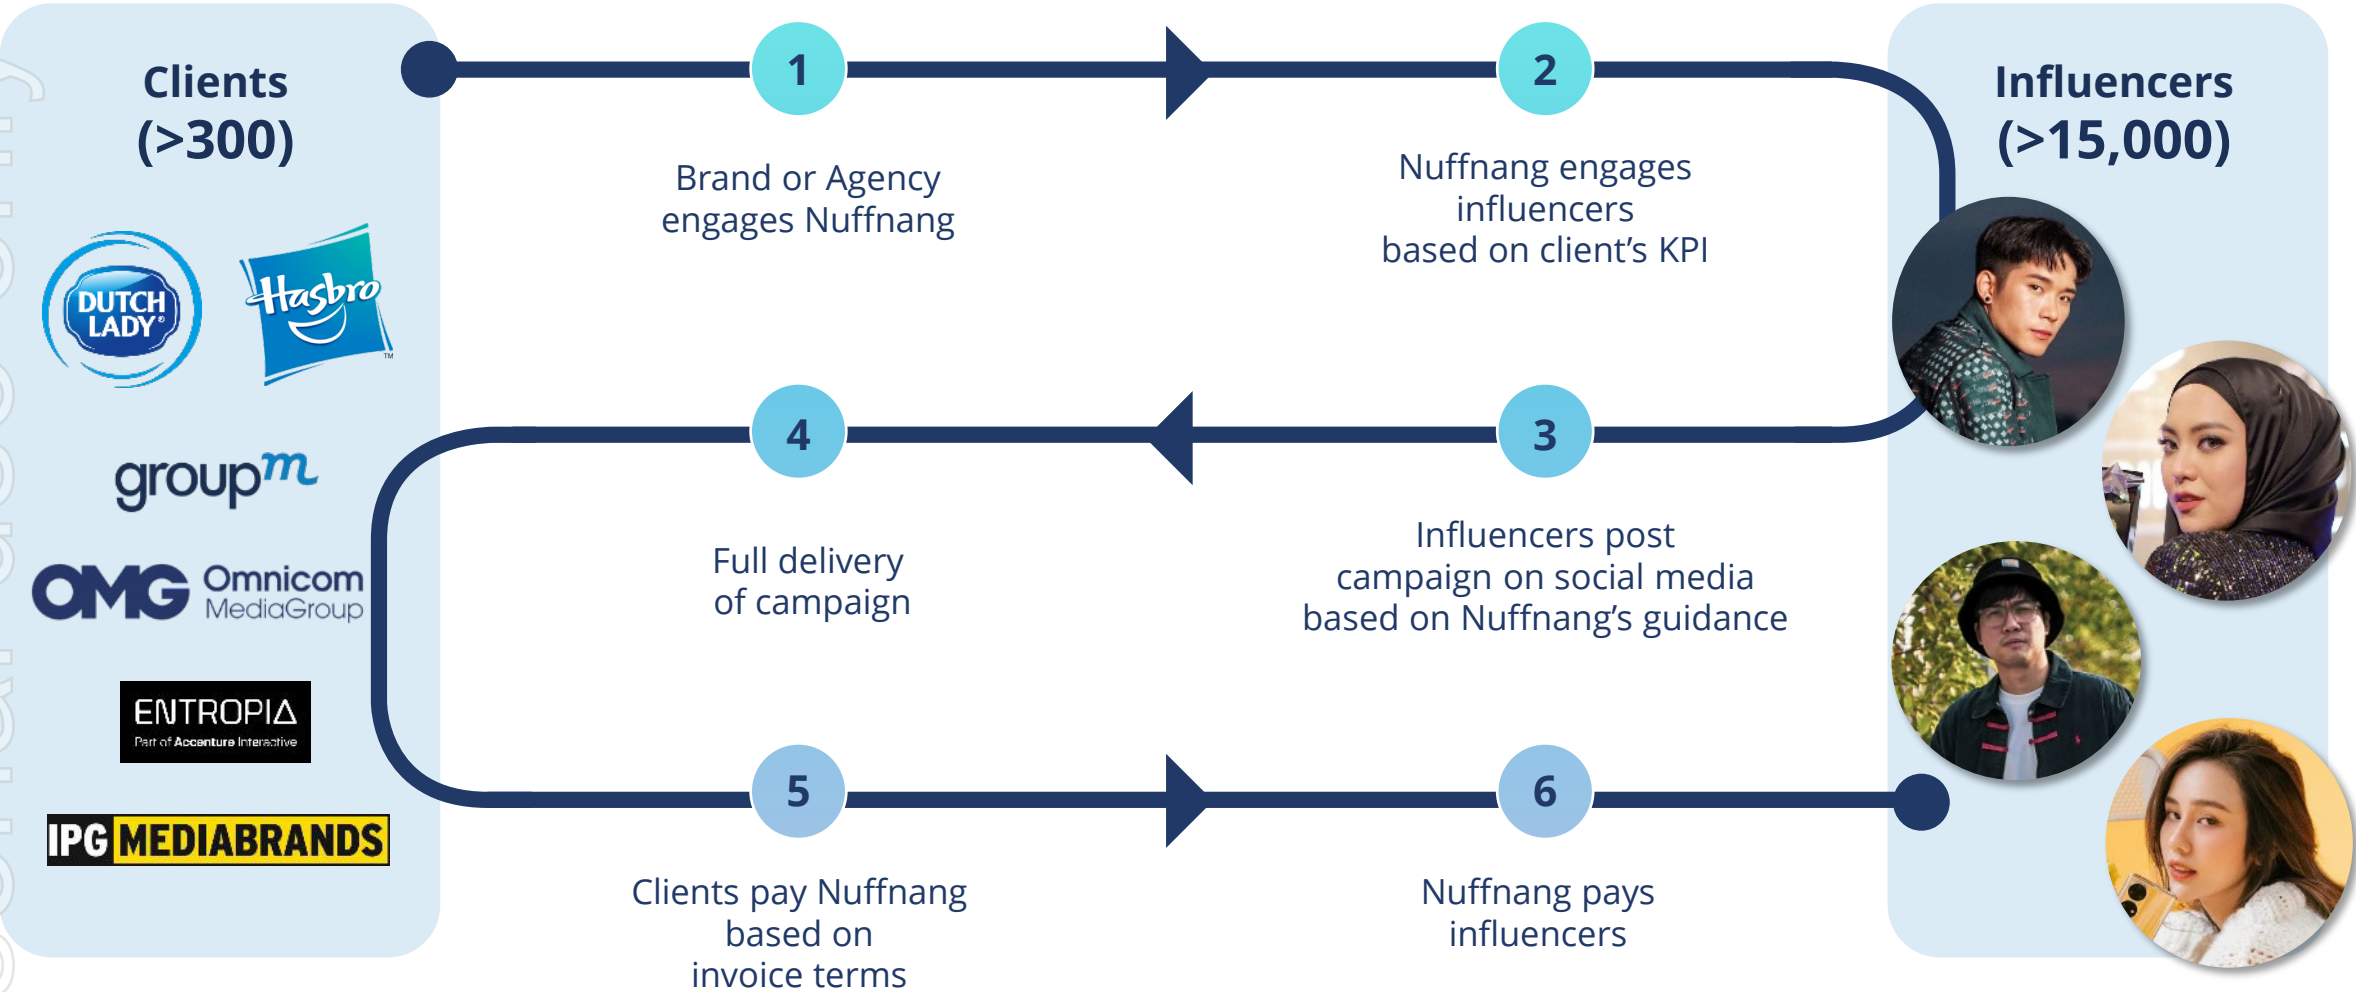 Clients
(>300)
DUTCH
LADY®
Hasbro
TM
groupm
OMG Omnicom
MediaGroup
ENTROPIA
Part of Accenture Interactive
IPG MEDIABRANDS
1
Brand or Agency
engages Nuffnang
2
Nuffnang engages
influencers
based on client’s KPI
3
Influencers post
campaign on social media
based on Nuffnang’s guidance
4
Full delivery
of campaign
5
Clients pay Nuffnang
based on
invoice terms
6
Nuffnang pays
influencers
Influencers
(>15,000)